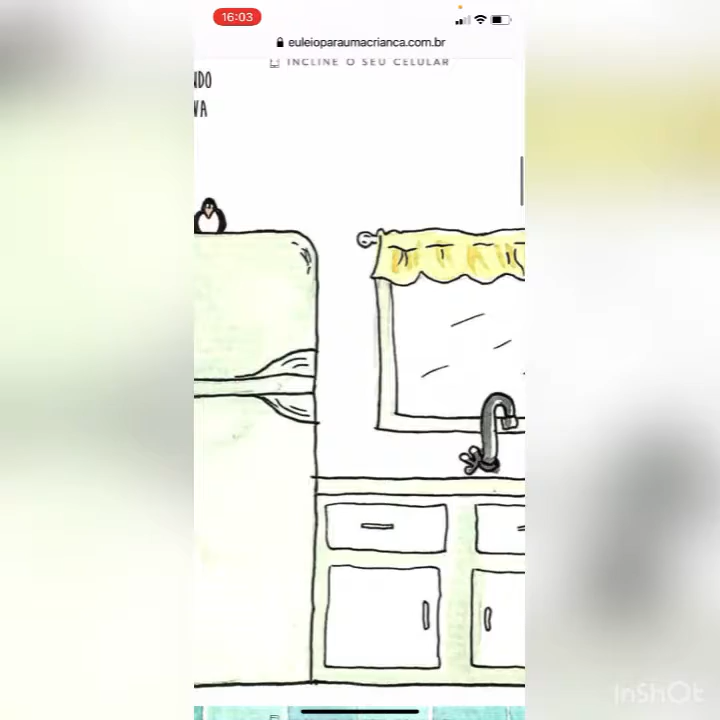 16:03
euleioparaumacrianca.com.br
INCLINE O SEU CELULAR
NDO
VA
InShOt